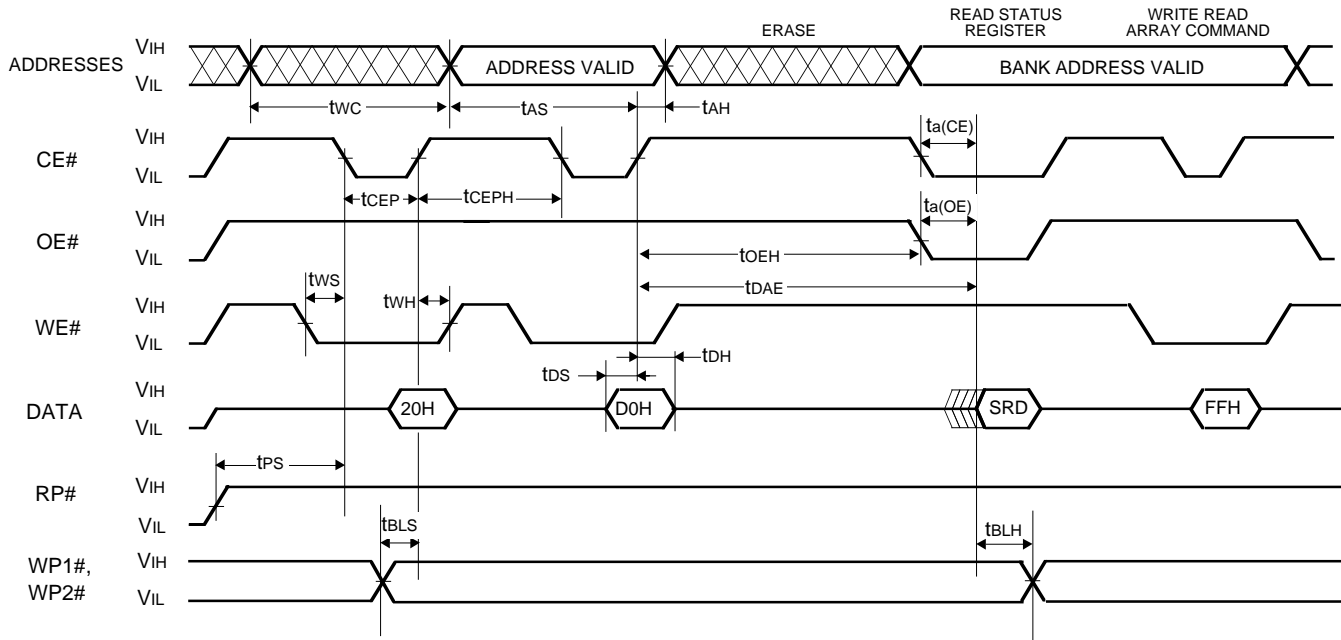 ERASE
READ STATUS
REGISTER
WRITE READ
ARRAY COMMAND
ADDRESSES
VIH
VIL
ADDRESS VALID
BANK ADDRESS VALID
tWC
tAS
tAH
CE#
VIH
VIL
ta(CE)
tCEP
tCEPH
OE#
VIH
VIL
ta(OE)
tOEH
tWS
tWH
tDAE
WE#
VIH
VIL
tDS
tDH
DATA
VIH
VIL
20H
D0H
SRD
FFH
tPS
RP#
VIH
VIL
tBLS
tBLH
WP1#,
WP2#
VIH
VIL